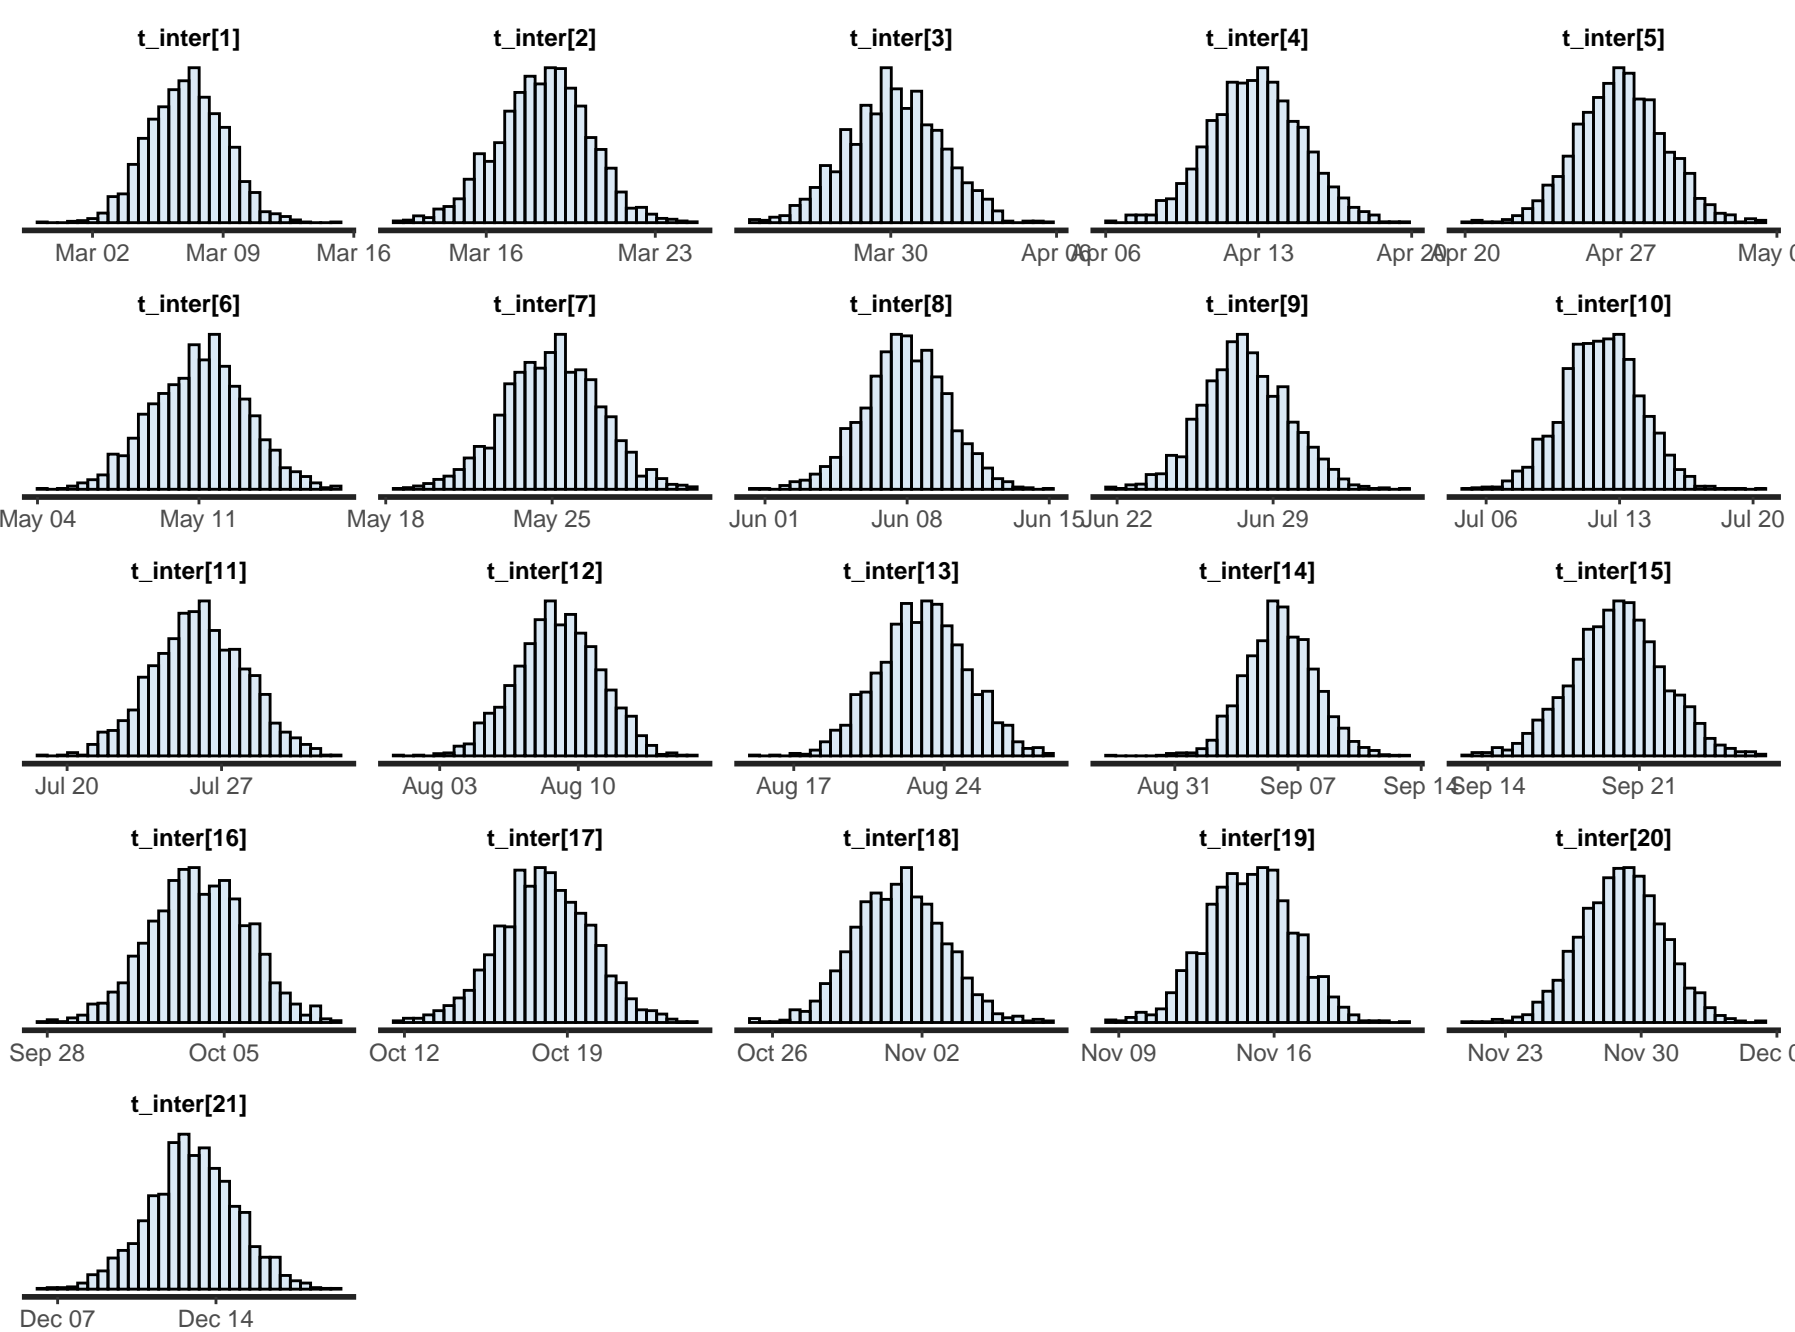 t_inter[1] t_inter[2] t_inter[3] t_inter[4] t_inter[5]
Mar 02 Mar 09 Mar 16 Mar 16 Mar 23 Mar 30 Apr 06 Apr 06 Apr 13 Apr 20 Apr 20 Apr 27 May
t_inter[6] t_inter[7] t_inter[8] t_inter[9] t_inter[10]
May 04 May 11 May 18 May 25 Jun 01 Jun 08 Jun 15 Jun 22 Jun 29 Jul 06 Jul 13 Jul 20
t_inter[11] t_inter[12] t_inter[13] t_inter[14] t_inter[15]
Jul 20 Jul 27 Aug 03 Aug 10 Aug 17 Aug 24 Aug 31 Sep 07 Sep 14 Sep 14 Sep 21
t_inter[16] t_inter[17] t_inter[18] t_inter[19] t_inter[20]
Sep 28 Oct 05 Oct 12 Oct 19 Oct 26 Nov 02 Nov 09 Nov 16 Nov 23 Nov 30 Dec
t_inter[21]
Dec 07 Dec 14